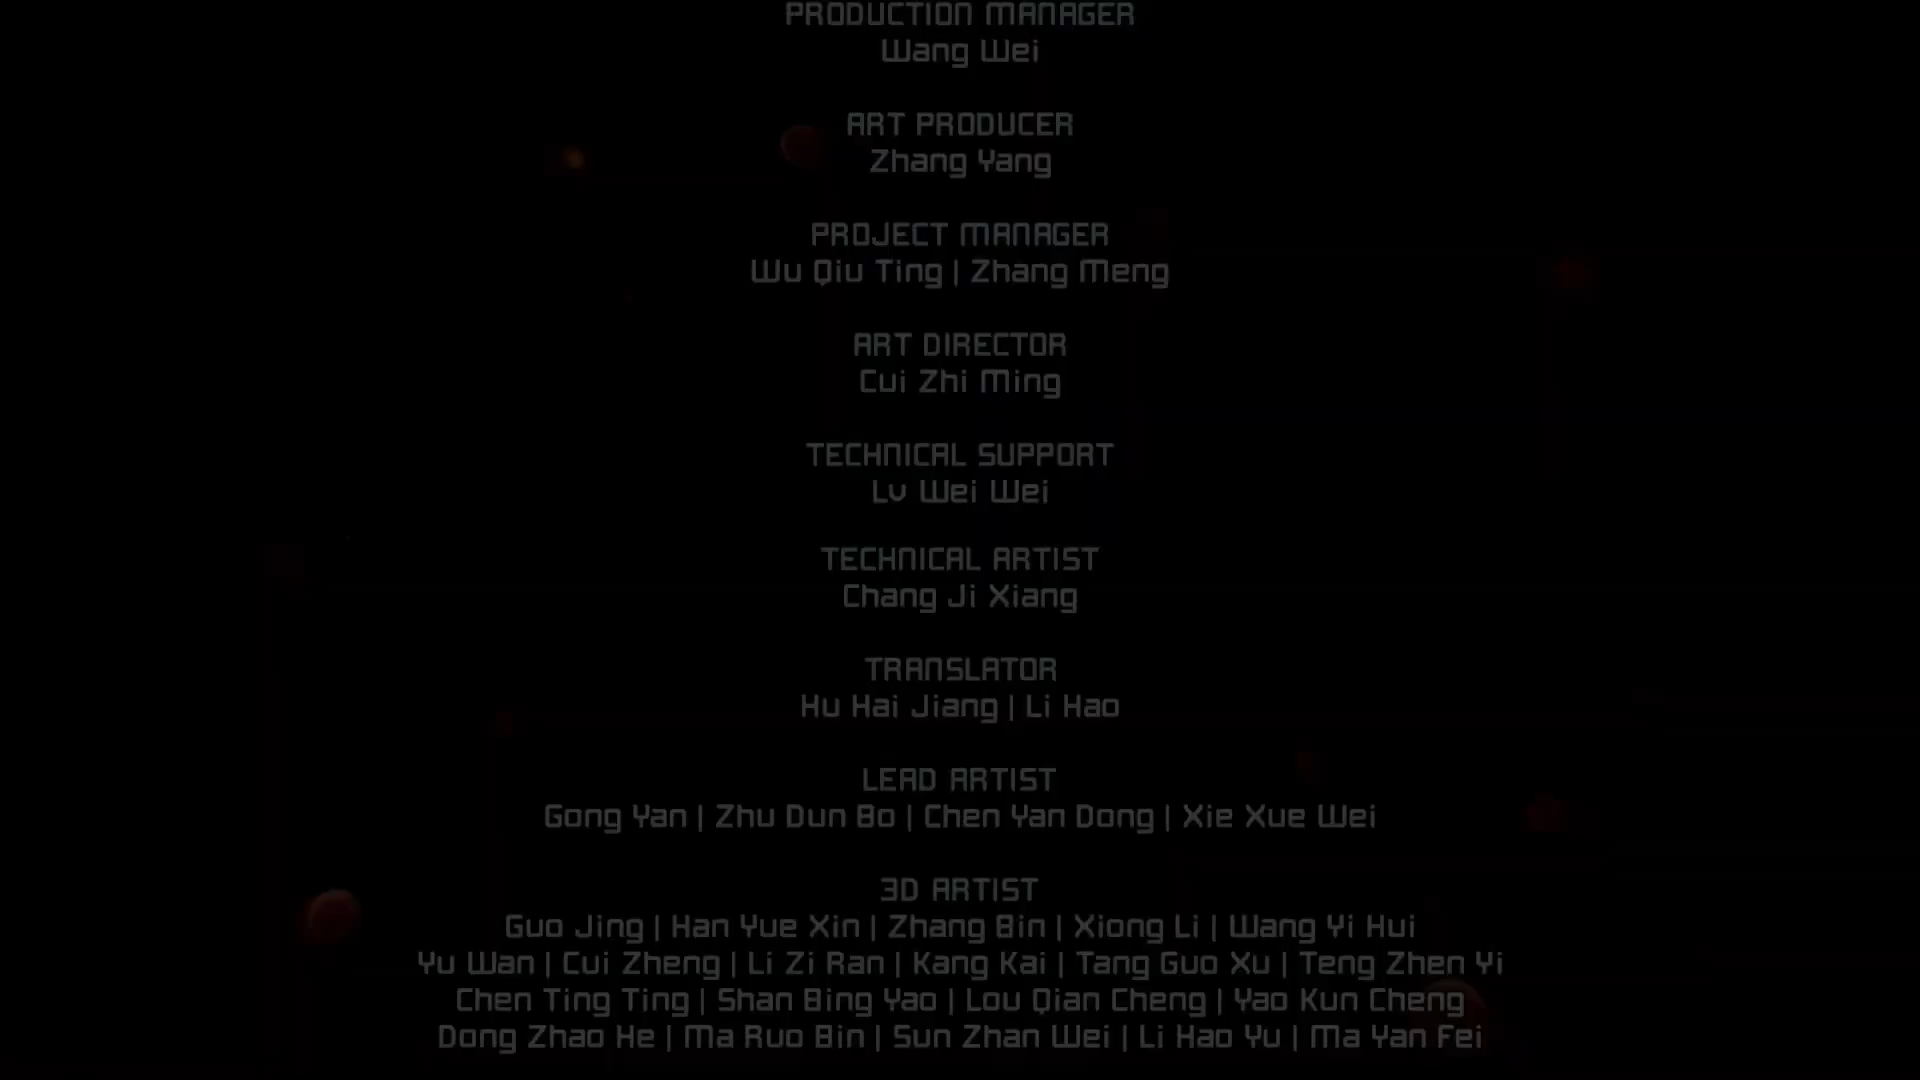 PRODUCTION MANAGER
Wang Wei
ART PRODUCER
Zhang Yang
PROJECT MANAGER
Wu Qiu Ting | Zhang Meng
ART DIRECTOR
Cui Zhi Ming
TECHNICAL SUPPORT
Lv Wei Wei
TECHNICAL ARTIST
Chang Ji Xiang
TRANSLATOR
Hu Hai Jiang | Li Hao
LEAD ARTIST
Gong Yan | Zhu Dun Bo | Chen Yan Dong | Xie Xue Wei
3D ARTIST
Guo Jing | Han Yue Xin | Zhang Bin | Xiong Li | Wang Yi Hui
Yu Wan | Cui Zheng | Li Zi Ran | Kang Kai | Tang Guo Xu | Teng Zhen Yi
Chen Ting Ting | Shan Bing Yao | Lou Qian Cheng | Yao Kun Cheng
Dong Zhao He | Ma Ruo Bin | Sun Zhan Wei | Li Hao Yu | Ma Yan Fei